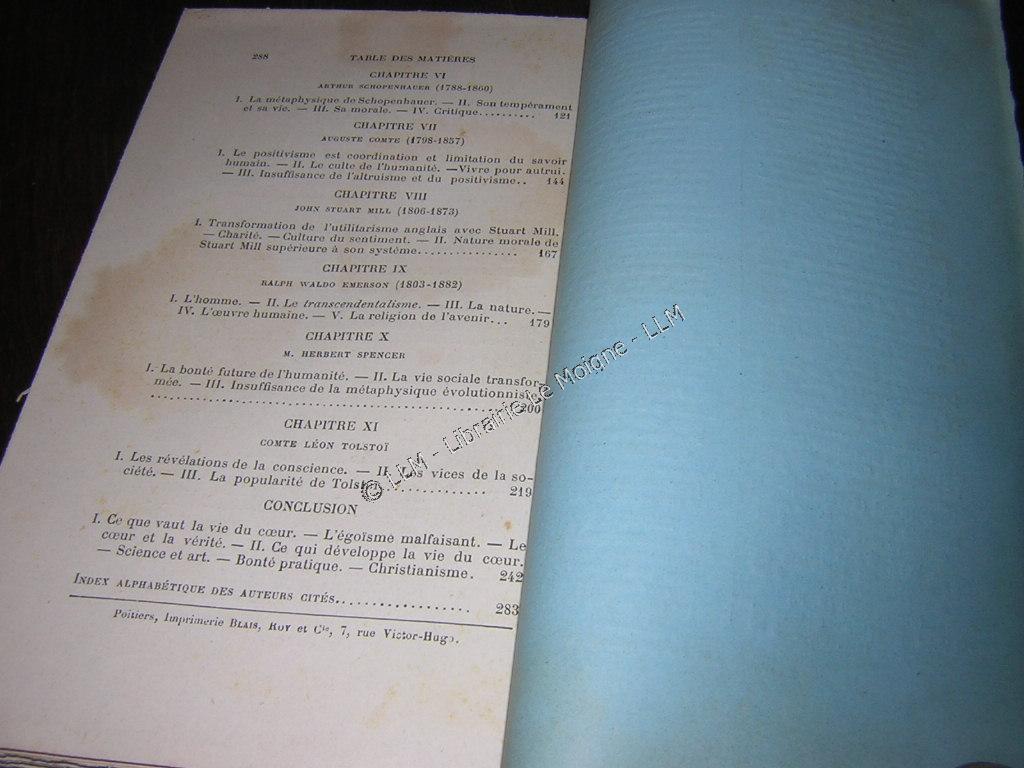 288 TABLE DES MATIÈRES
CHAPITRE VI
ARTHUR SCHOPENHAUER (1788-1860)
I. La métaphysique de Schopenhauer. — II. Son tempérament
et sa vie. — III. Sa morale. — IV. Critique.......... 121
CHAPITRE VII
AUGUSTE COMTE (1798-1857)
I. Le positivisme est coordination et limitation du savoir
humain. — II. Le culte de l'humanité. —Vivre pour autrui.
— III. Insuffisance de l'altruisme et du positivisme.. 144
CHAPITRE VIII
JOHN STUART MILL (1806-1873)
I. Transformation de l'utilitarisme anglais avec Stuart Mill.
— Charité. — Culture du sentiment. — II. Nature morale de
Stuart Mill supérieure à son système................ 167
CHAPITRE IX
RALPH WALDO EMERSON (1803-1882)
I. L'homme. — II. Le transcendentalisme. — III. La nature. —
IV. L'œuvre humaine. — V. La religion de l'avenir... 179
CHAPITRE X
M. HERBERT SPENCER
I. La bonté future de l'humanité. — II. La vie sociale transfor-
mée. — III. Insuffisance de la métaphysique évolutionniste
.................................................... 200
CHAPITRE XI
COMTE LÉON TOLSTOÏ
I. Les révélations de la conscience. — II. Les vices de la so-
ciété. — III. La popularité de Tolstoï.............. 219
CONCLUSION
I. Ce que vaut la vie du cœur. — L'égoïsme malfaisant. — Le
cœur et la vérité. — II. Ce qui développe la vie du cœur.
— Science et art. — Bonté pratique. — Christianisme. 242
INDEX ALPHABÉTIQUE DES AUTEURS CITÉS.................. 283
Poitiers, Imprimerie BLAIS, ROY et Cie, 7, rue Victor-Hugo.
© LLM - Librairie Le Moigne - LLM